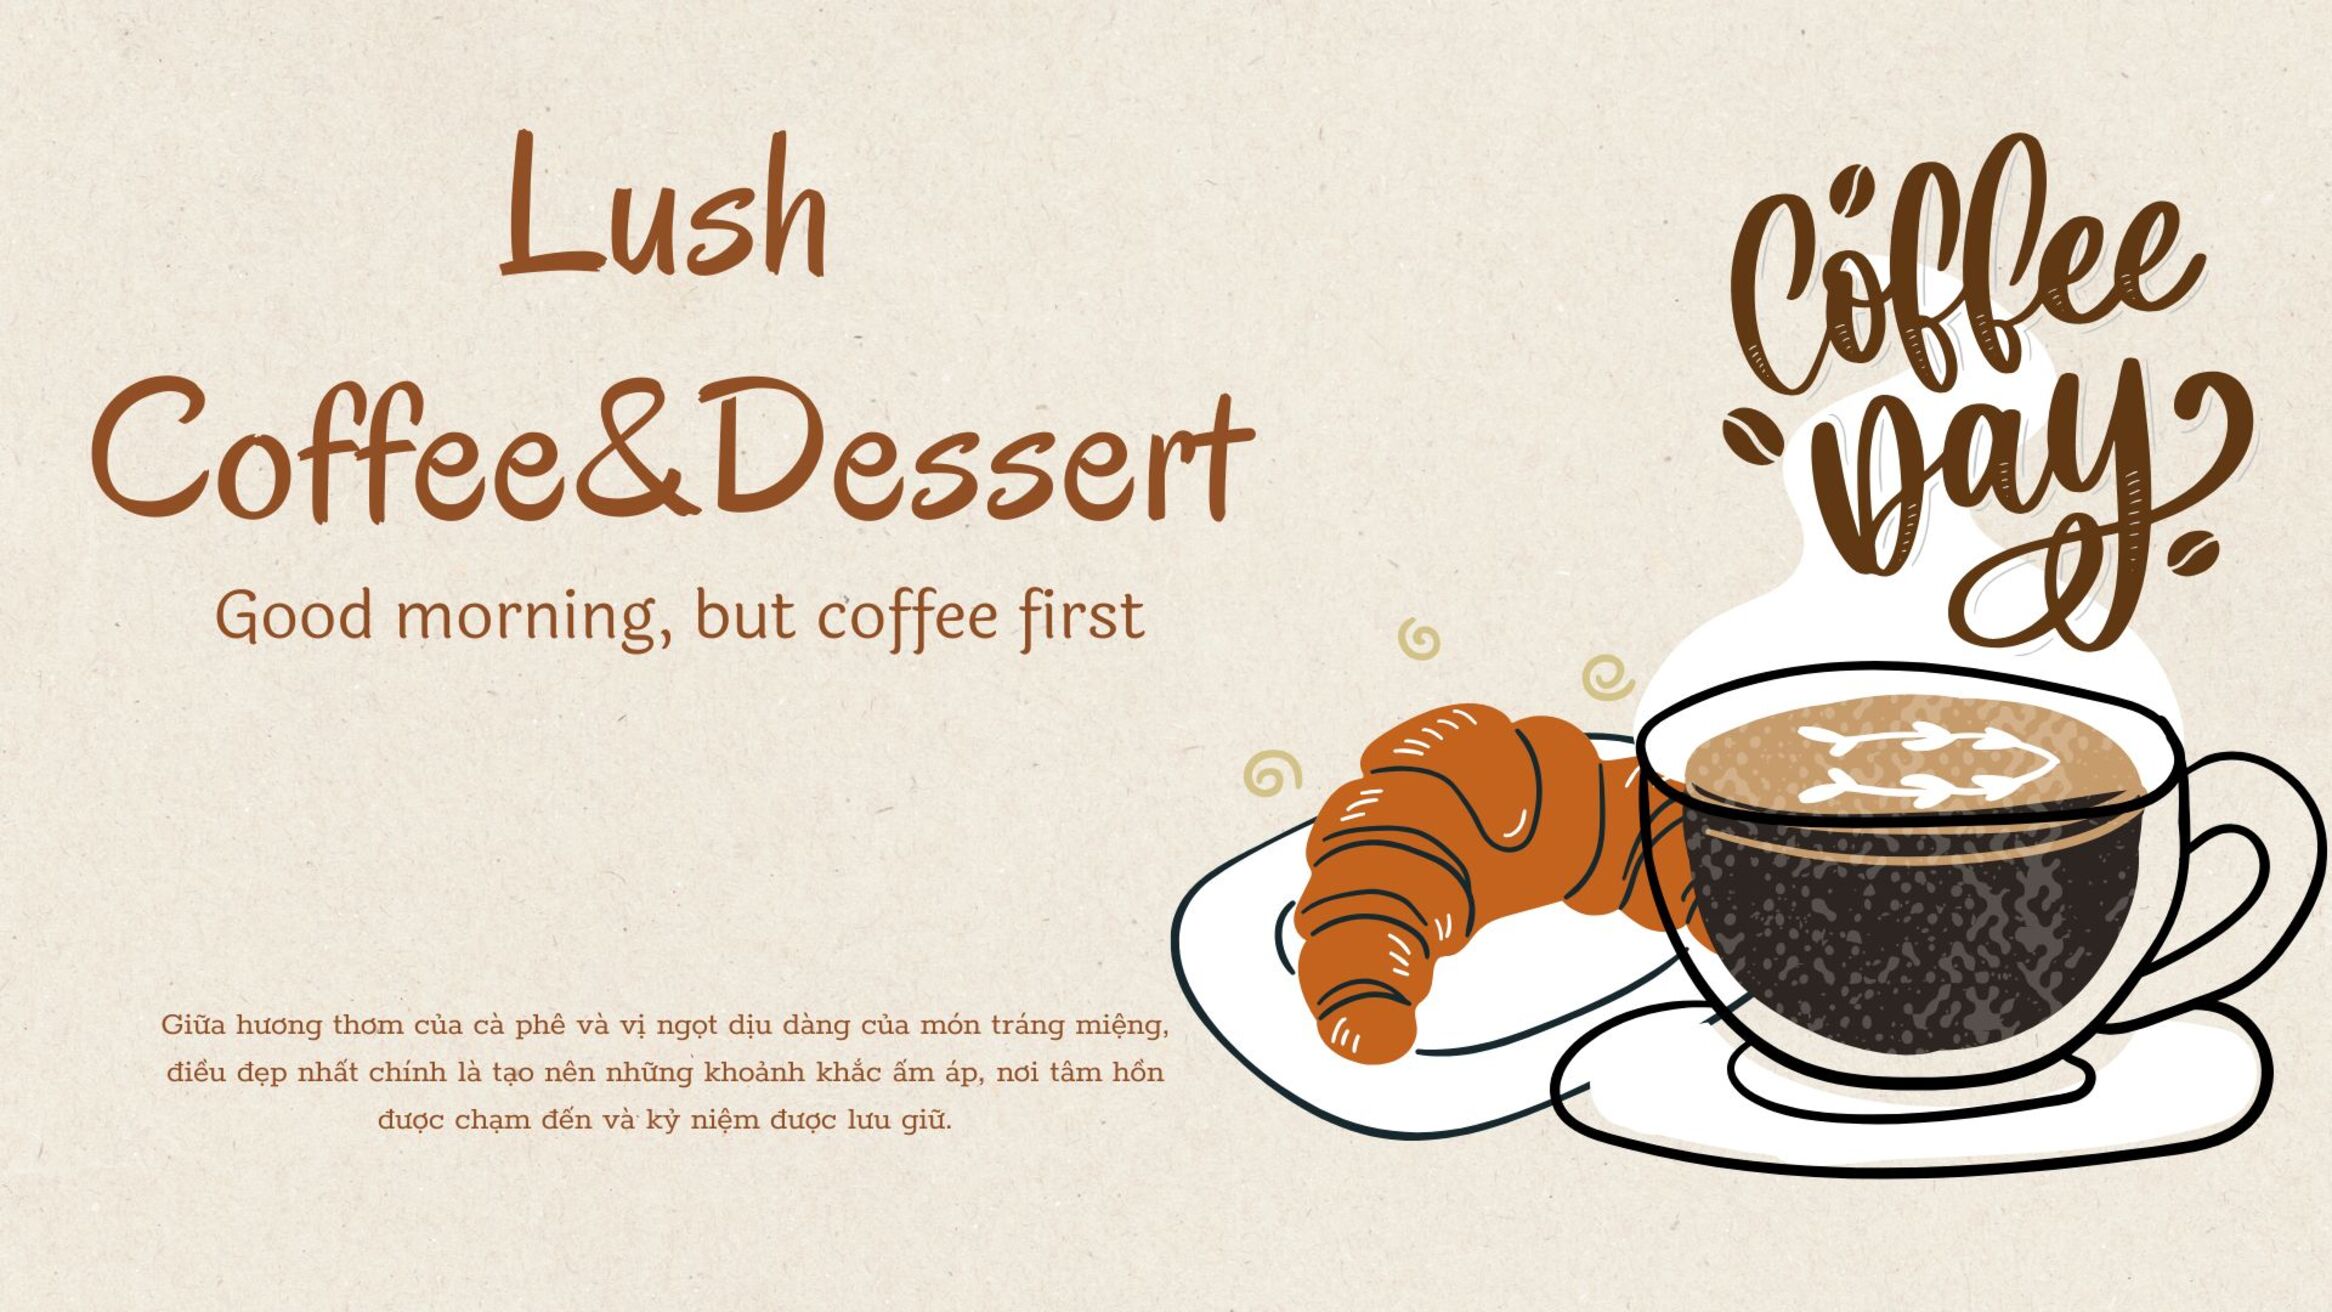 Lush
Coffee&Dessert
Good morning, but coffee first
Giữa hương thơm của cà phê và vị ngọt dịu dàng của món tráng miệng,
điều đẹp nhất chính là tạo nên những khoảnh khắc ấm áp, nơi tâm hồn
được chạm đến và kỷ niệm được lưu giữ.
Coffee
Day